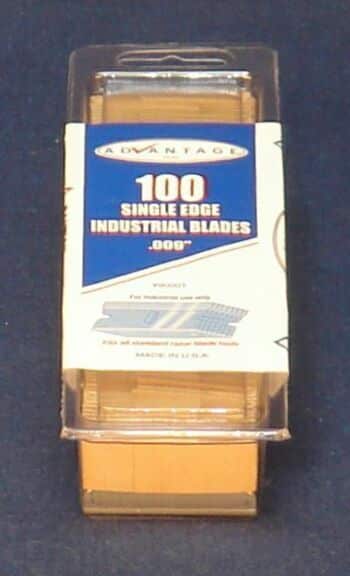 ADVANTAGE
100
SINGLE EDGE
INDUSTRIAL BLADES
.009"
For industrial use only
Fits all standard razor blade tools
MADE IN U.S.A.